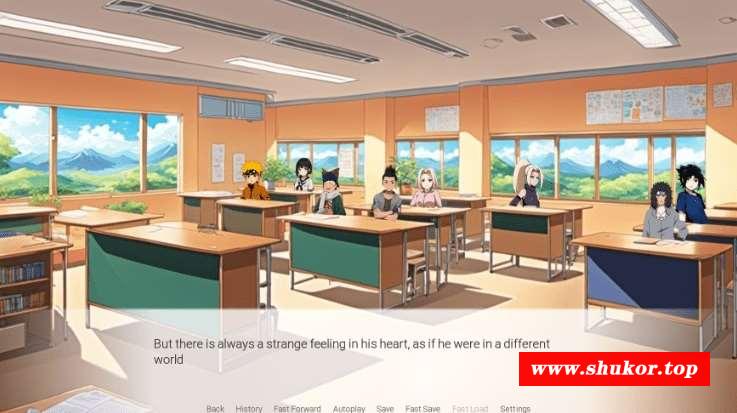 But there is always a strange feeling in his heart, as if he were in a different
world
www.shukor.top
Back History Fast Forward Autoplay Save Fast Save Fast Load Settings